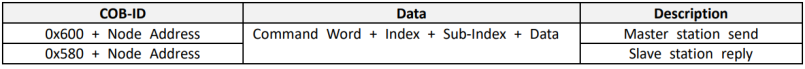 COB-ID Data Description
0x600 + Node Address Command Word + Index + Sub-Index + Data Master station send
0x580 + Node Address Slave station reply